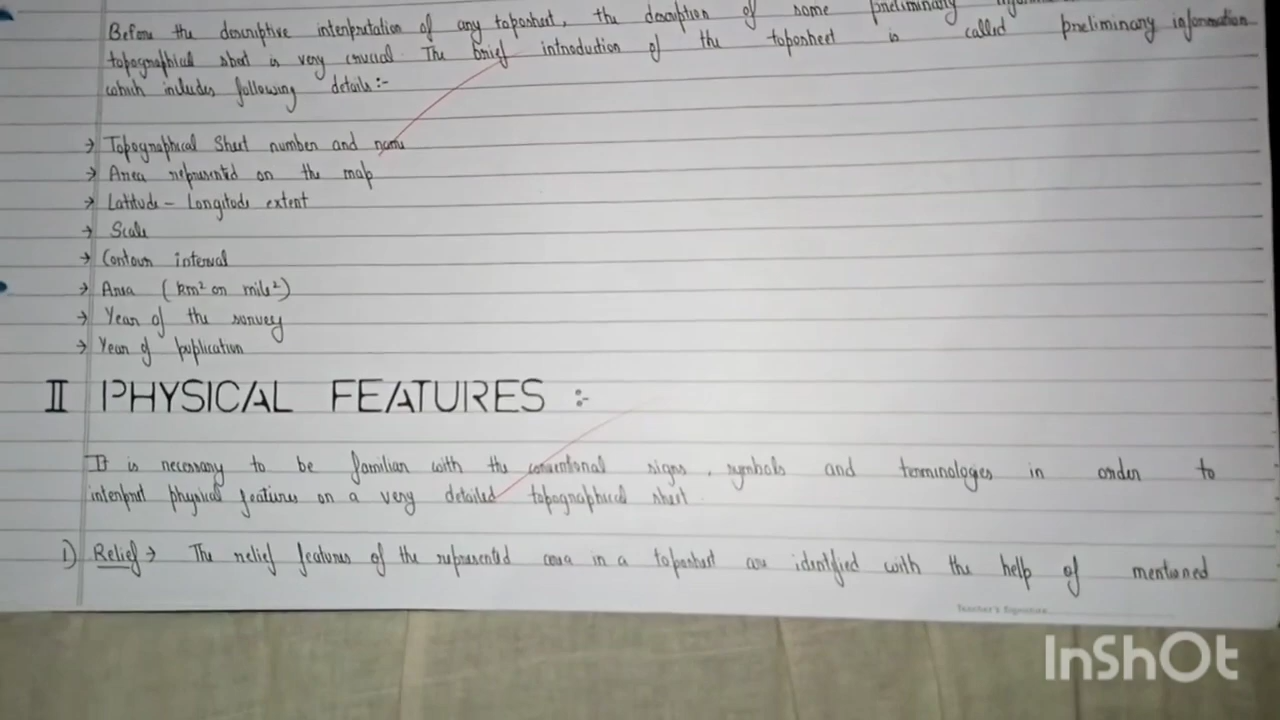 Before the descriptive interpretation of any toposheet, the description of some preliminary
topographical sheet is very crucial. The brief introduction of the toposheet is called preliminary information
which includes following details:-
→ Topographical Sheet number and name
→ Area represented on the map
→ Latitude - Longitude extent
→ Scale
→ Contour interval
→ Area (km² or mile²)
→ Year of the survey
→ Year of publication
II PHYSICAL FEATURES :-
It is necessary to be familiar with the conventional signs, symbols and terminologies in order to
interpret physical features on a very detailed topographical sheet.
1) Relief → The relief features of the represented area in a toposheet are identified with the help of mentioned
Teacher's Signature
InShOt